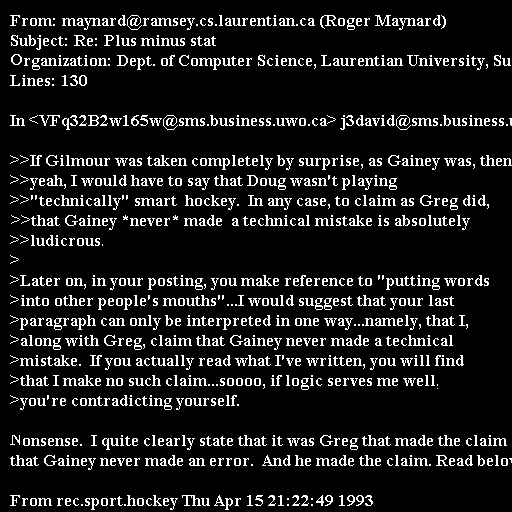 From: maynard@ramsey.cs.laurentian.ca (Roger Maynard)
Subject: Re: Plus minus stat
Organization: Dept. of Computer Science, Laurentian University, Su
Lines: 130

In <VFq32B2w165w@sms.business.uwo.ca> j3david@sms.business.u

>>If Gilmour was taken completely by surprise, as Gainey was, then
>>yeah, I would have to say that Doug wasn't playing
>>"technically" smart  hockey.  In any case, to claim as Greg did,
>>that Gainey *never* made  a technical mistake is absolutely
>>ludicrous.
>
>Later on, in your posting, you make reference to "putting words
>into other people's mouths"...I would suggest that your last
>paragraph can only be interpreted in one way...namely, that I,
>along with Greg, claim that Gainey never made a technical
>mistake.  If you actually read what I've written, you will find
>that I make no such claim...soooo, if logic serves me well,
>you're contradicting yourself.

Nonsense.  I quite clearly state that it was Greg that made the claim
that Gainey never made an error.  And he made the claim. Read belov

From rec.sport.hockey Thu Apr 15 21:22:49 1993